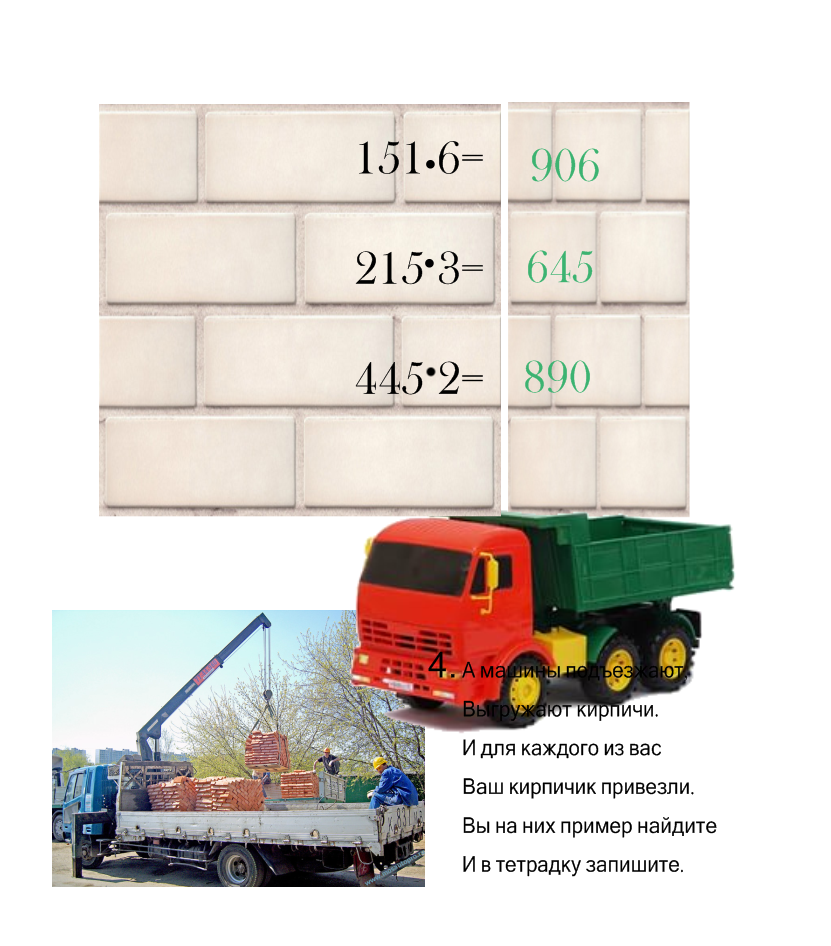 151•6= 906
215•3= 645
445•2= 890
4. А машины подъезжают,
Выгружают кирпичи.
И для каждого из вас
Ваш кирпичик привезли.
Вы на них пример найдите
И в тетрадку запишите.